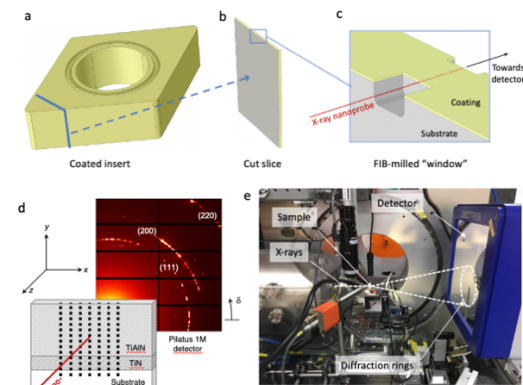 a
b
c
Towards
detector
X-ray nanoprobe
Coating
Substrate
Coated insert
Cut slice
FIB-milled "window"
d
y
x
z
(220)
(200)
(111)
δ
Pilatus 1M
detector
TiAlN
TiN
Substrate
e
Detector
Sample
X-rays
Diffraction rings